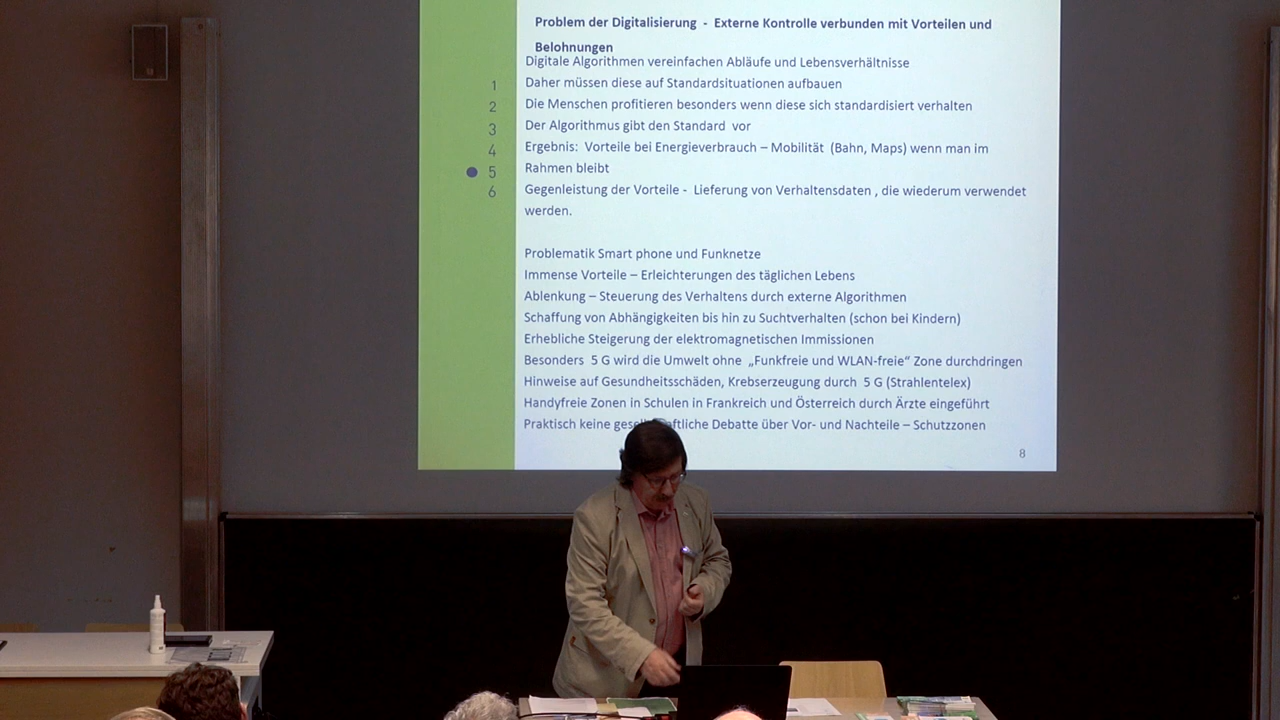 Problem der Digitalisierung - Externe Kontrolle verbunden mit Vorteilen und
Belohnungen
Digitale Algorithmen vereinfachen Abläufe und Lebensverhältnisse
1 Daher müssen diese auf Standardsituationen aufbauen
2 Die Menschen profitieren besonders wenn diese sich standardisiert verhalten
3 Der Algorithmus gibt den Standard vor
4 Ergebnis: Vorteile bei Energieverbrauch – Mobilität (Bahn, Maps) wenn man im
5 Rahmen bleibt
6 Gegenleistung der Vorteile - Lieferung von Verhaltensdaten , die wiederum verwendet
werden.
Problematik Smart phone und Funknetze
Immense Vorteile – Erleichterungen des täglichen Lebens
Ablenkung – Steuerung des Verhaltens durch externe Algorithmen
Schaffung von Abhängigkeiten bis hin zu Suchtverhalten (schon bei Kindern)
Erhebliche Steigerung der elektromagnetischen Immissionen
Besonders 5 G wird die Umwelt ohne „Funkfreie und WLAN-freie“ Zone durchdringen
Hinweise auf Gesundheitsschäden, Krebserzeugung durch 5 G (Strahlentelex)
Handyfreie Zonen in Schulen in Frankreich und Österreich durch Ärzte eingeführt
Praktisch keine gesellschaftliche Debatte über Vor- und Nachteile – Schutzzonen
8